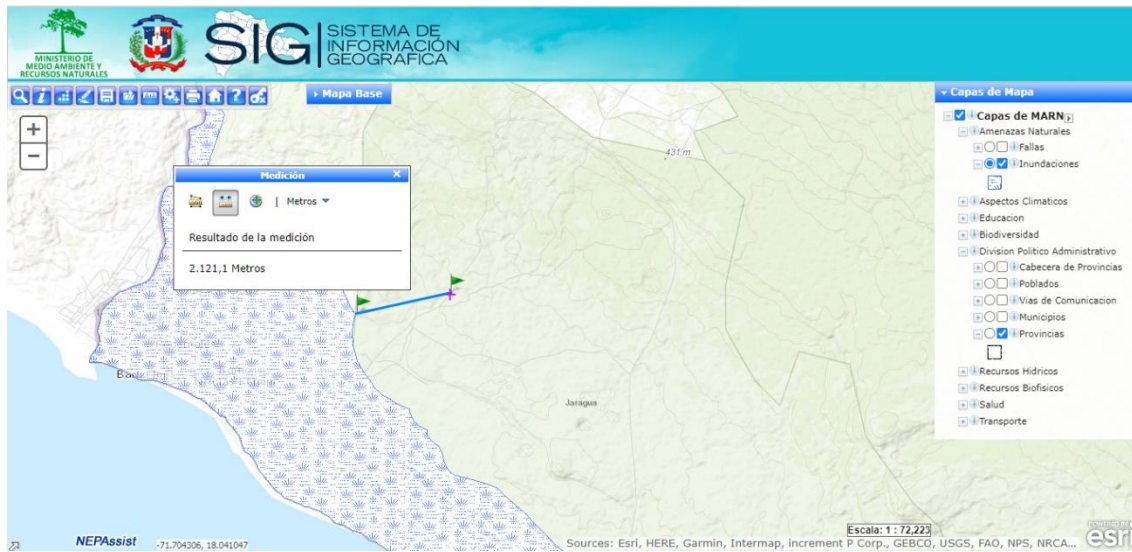 MINISTERIO DE
MEDIO AMBIENTE Y
RECURSOS NATURALES
SIG
SISTEMA DE
INFORMACIÓN
GEOGRAFICA
Mapa Base
Capas de Mapa
Capas de MARN
Amenazas Naturales
Fallas
Inundaciones
Aspectos Climaticos
Educacion
Biodiversidad
Division Politico Administrativo
Cabecera de Provincias
Poblados
Vias de Comunicacion
Municipios
Provincias
Recursos Hidricos
Recursos Biofisicos
Salud
Transporte
431 m
Medición
Metros
Resultado de la medición
2.121,1 Metros
Jaragua
Escala: 1 : 72,223
POWERED BY
esri
NEPAssist
-71.704306, 18.041047
Sources: Esri, HERE, Garmin, Intermap, increment P Corp., GEBCO, USGS, FAO, NPS, NRCA...